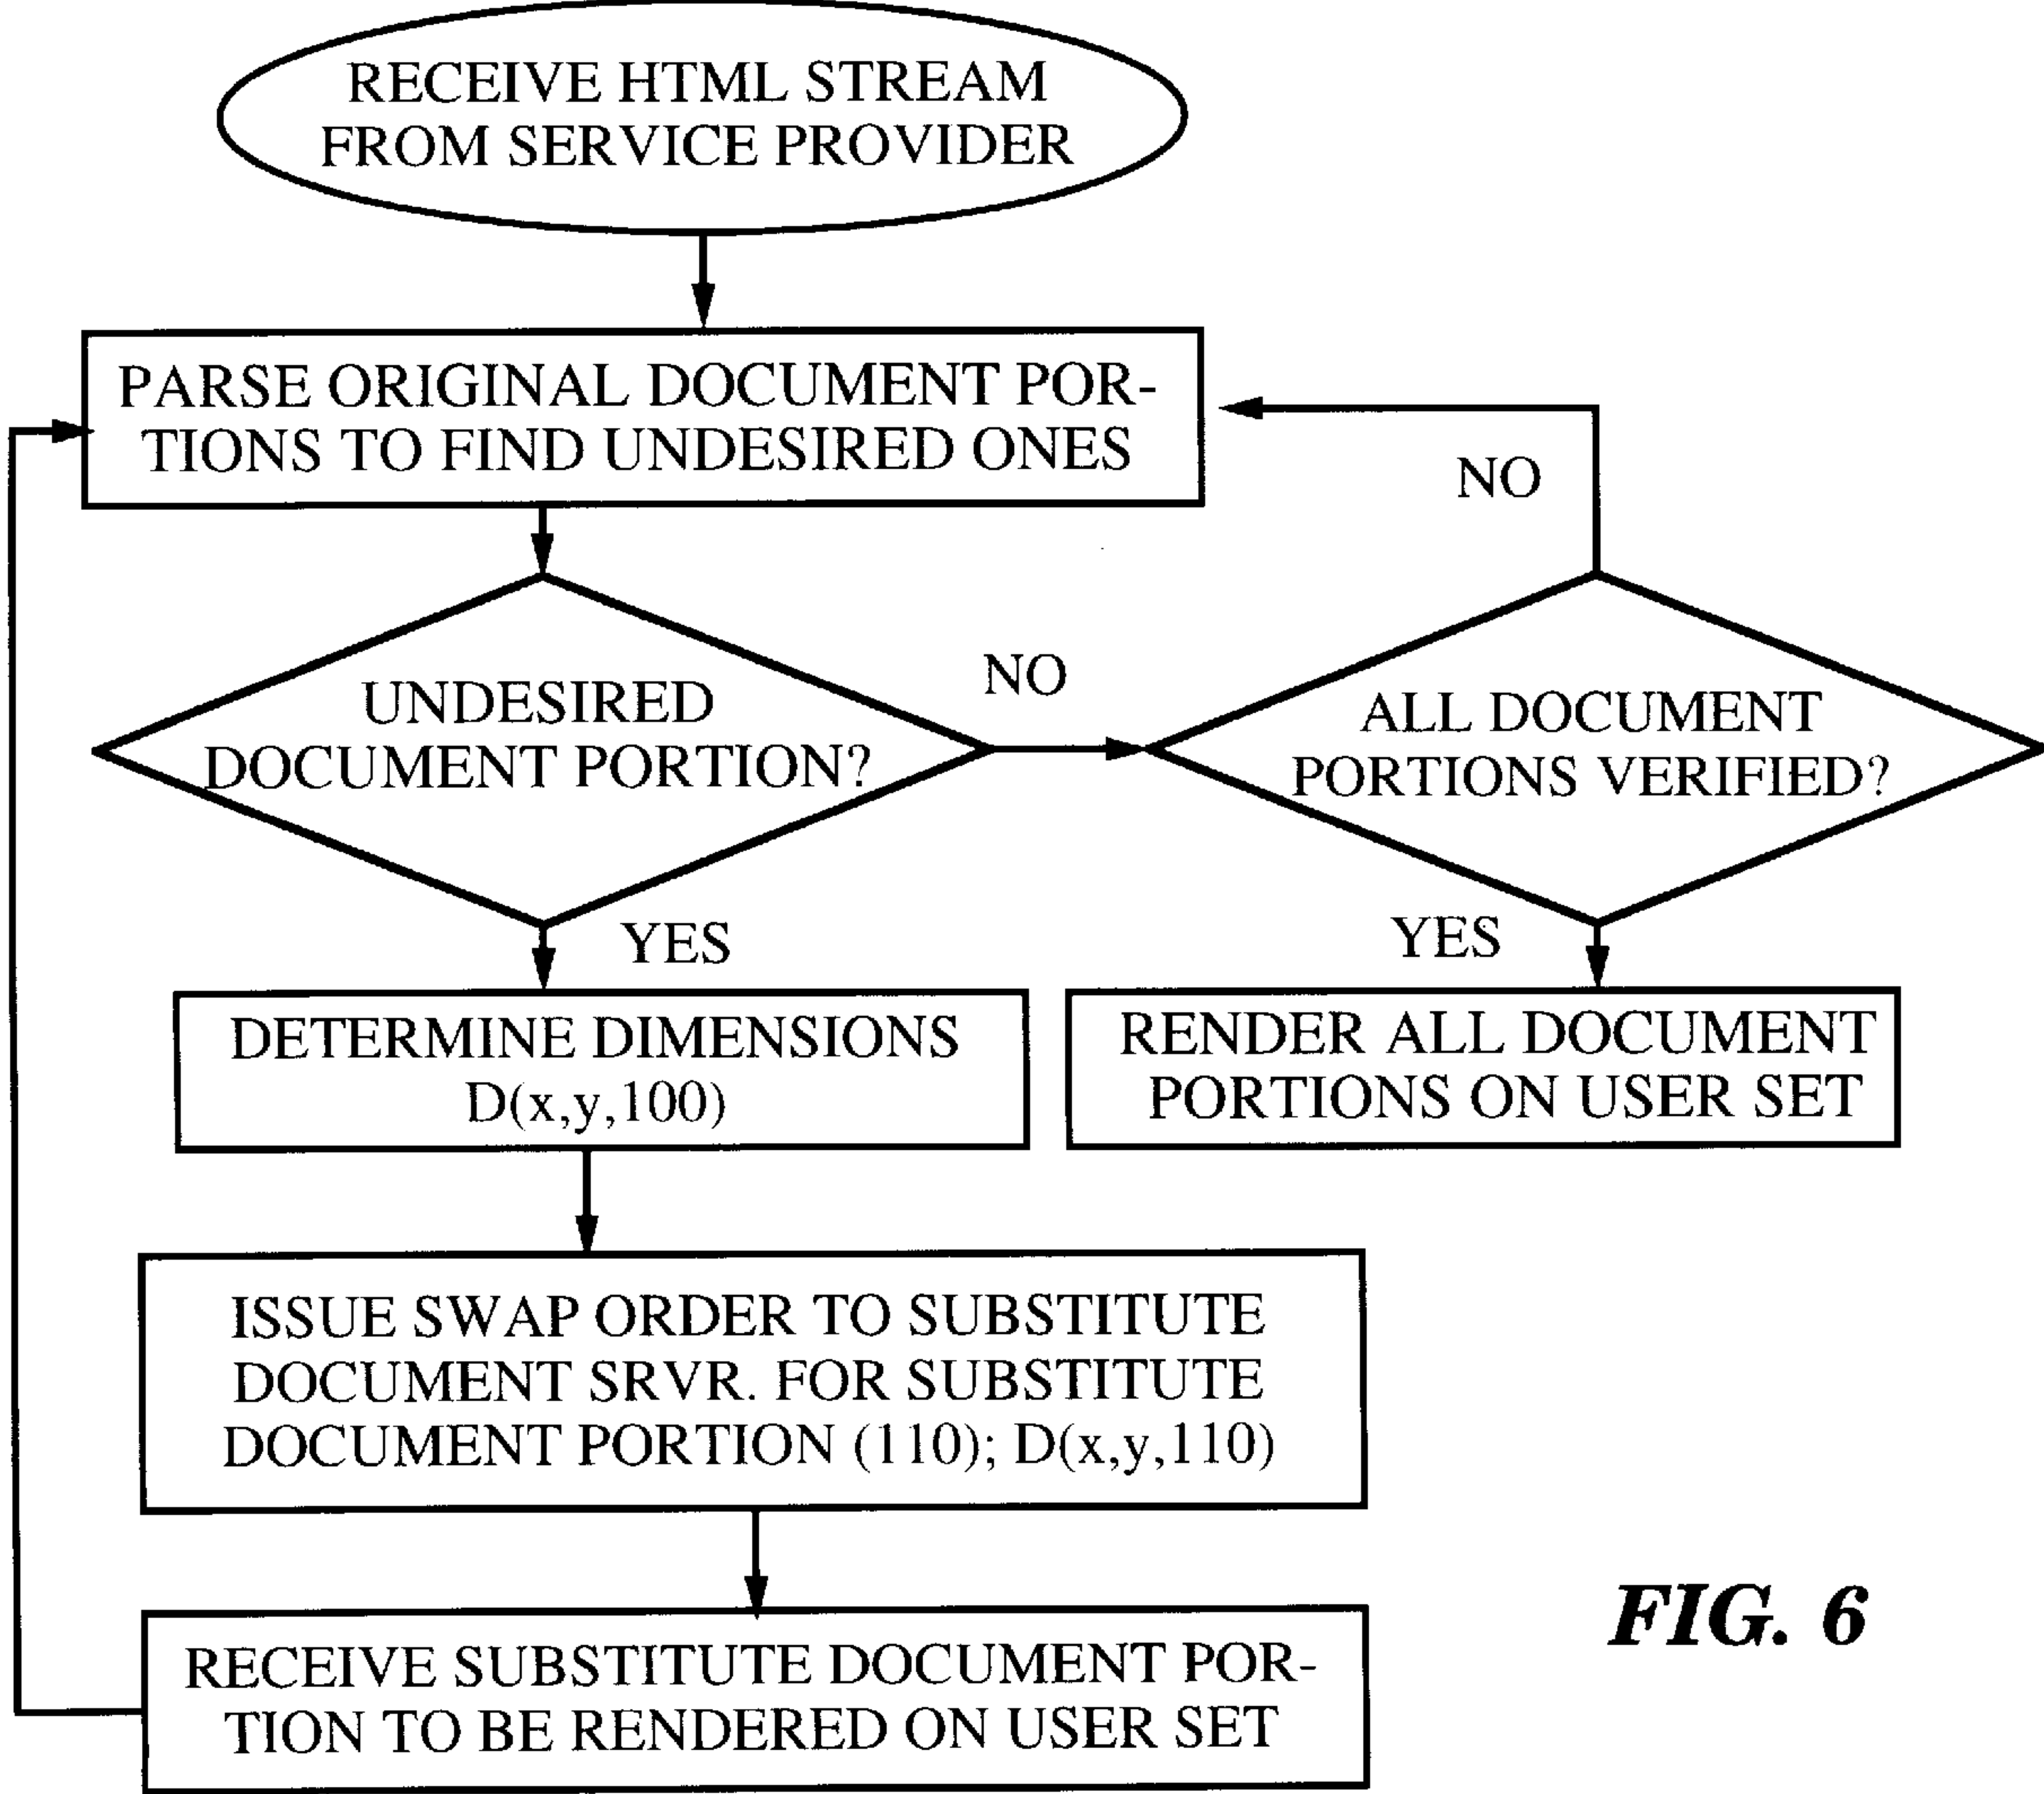 RECEIVE HTML STREAM
FROM SERVICE PROVIDER
PARSE ORIGINAL DOCUMENT POR-
TIONS TO FIND UNDESIRED ONES
NO
UNDESIRED
DOCUMENT PORTION?
NO
ALL DOCUMENT
PORTIONS VERIFIED?
YES
YES
DETERMINE DIMENSIONS
D(x,y,100)
RENDER ALL DOCUMENT
PORTIONS ON USER SET
ISSUE SWAP ORDER TO SUBSTITUTE
DOCUMENT SRVR. FOR SUBSTITUTE
DOCUMENT PORTION (110); D(x,y,110)
RECEIVE SUBSTITUTE DOCUMENT POR-
TION TO BE RENDERED ON USER SET
FIG. 6